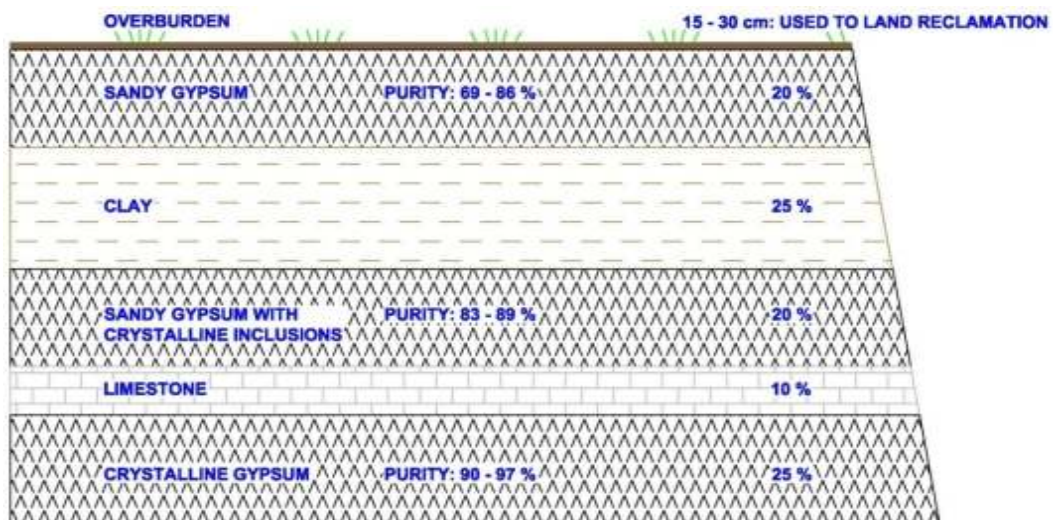 OVERBURDEN 15 - 30 cm: USED TO LAND RECLAMATION
SANDY GYPSUM PURITY: 69 - 86 % 20 %
CLAY 25 %
SANDY GYPSUM WITH PURITY: 83 - 89 % 20 %
CRYSTALLINE INCLUSIONS
LIMESTONE 10 %
CRYSTALLINE GYPSUM PURITY: 90 - 97 % 25 %